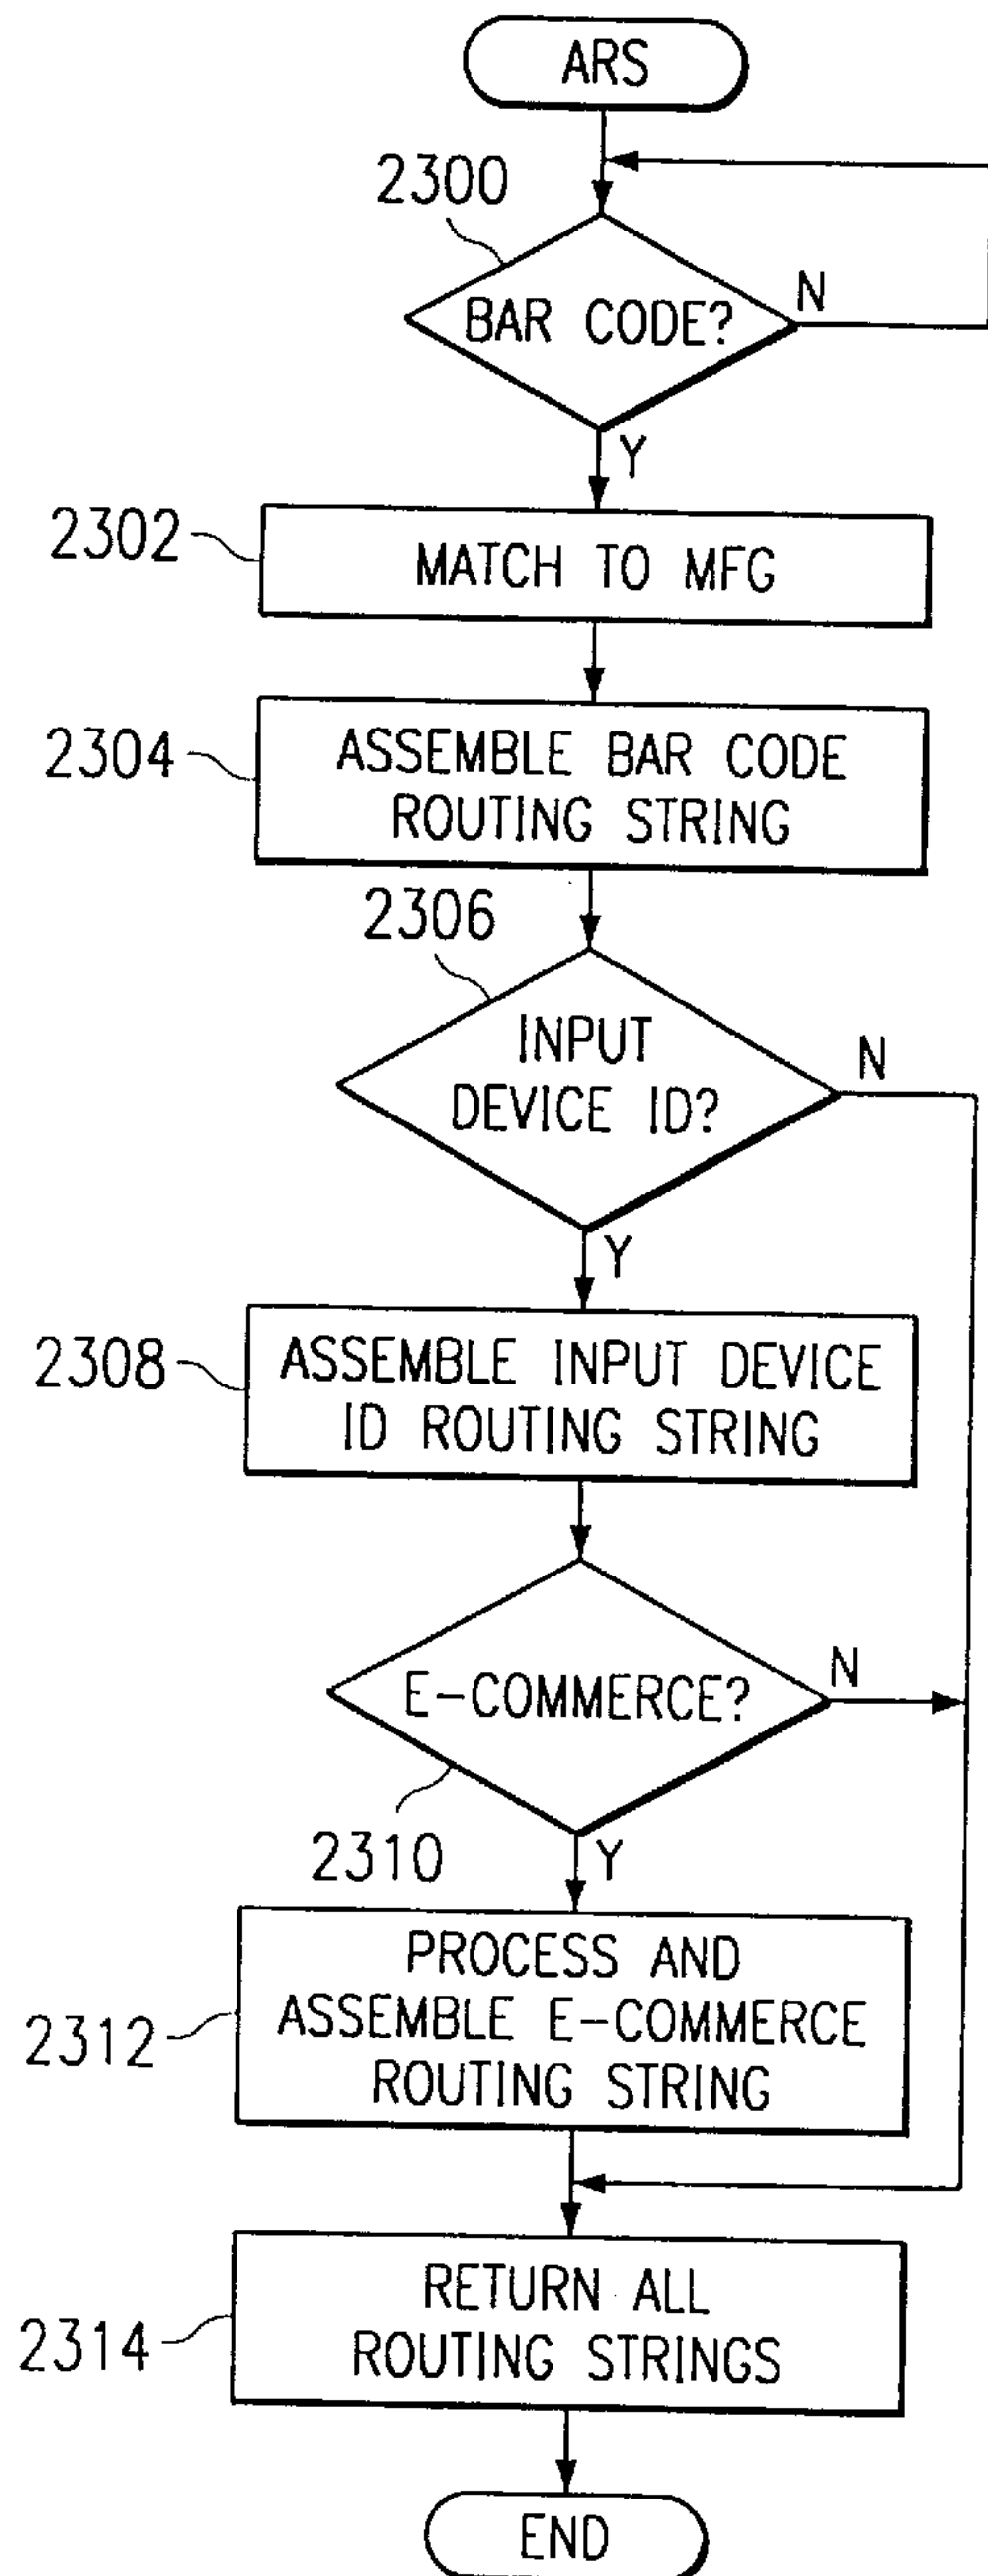 ARS
2300
BAR CODE?
N
Y
2302
MATCH TO MFG
2304
ASSEMBLE BAR CODE
ROUTING STRING
2306
INPUT
DEVICE ID?
N
Y
2308
ASSEMBLE INPUT DEVICE
ID ROUTING STRING
E-COMMERCE?
N
2310
Y
PROCESS AND
ASSEMBLE E-COMMERCE
ROUTING STRING
2312
RETURN ALL
ROUTING STRINGS
2314
END